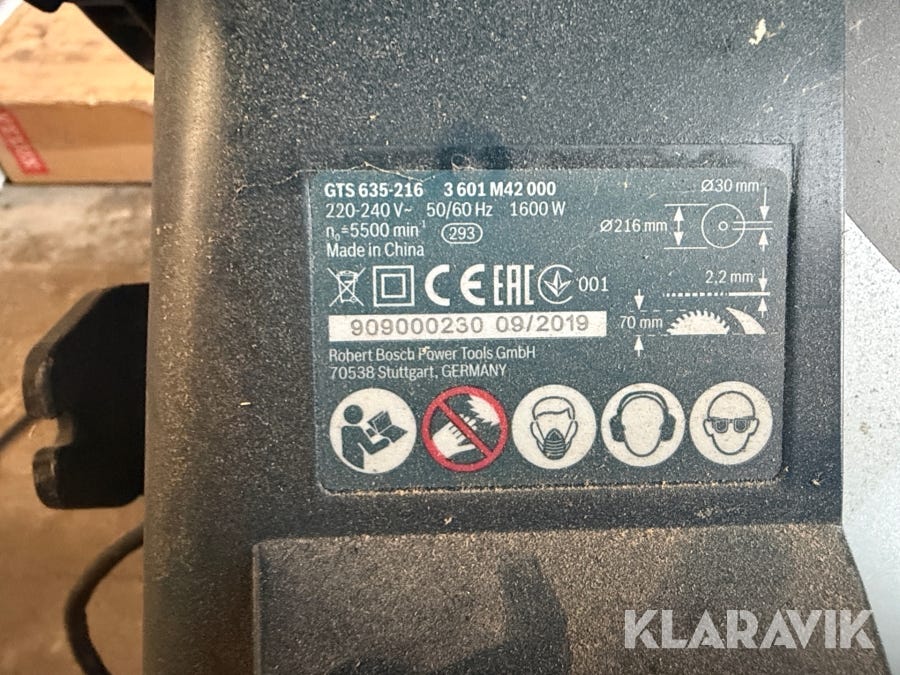 GTS 635-216 3 601 M42 000
220-240 V~ 50/60 Hz 1600 W
n₀=5500 min⁻¹ 293
Made in China
Ø30 mm
Ø216 mm
2,2 mm
70 mm
CE EAC 001
909000230 09/2019
Robert Bosch Power Tools GmbH
70538 Stuttgart, GERMANY
KLARAVIK